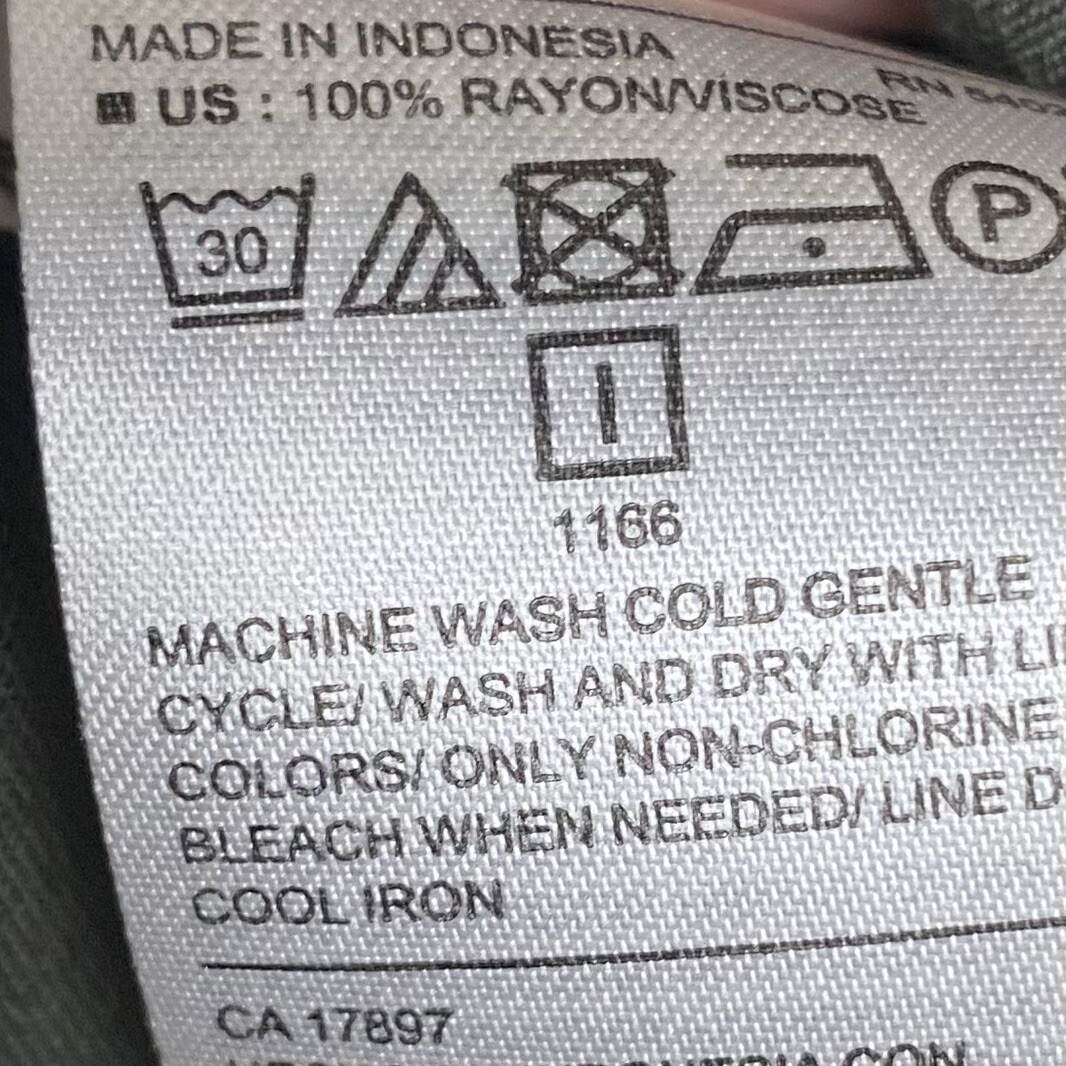 MADE IN INDONESIA
RN
US : 100% RAYON/VISCOSE
30
P
1166
MACHINE WASH COLD GENTLE
CYCLE/ WASH AND DRY WITH
COLORS/ ONLY NON-CHLORINE
BLEACH WHEN NEEDED/ LINE
COOL IRON
CA 17897